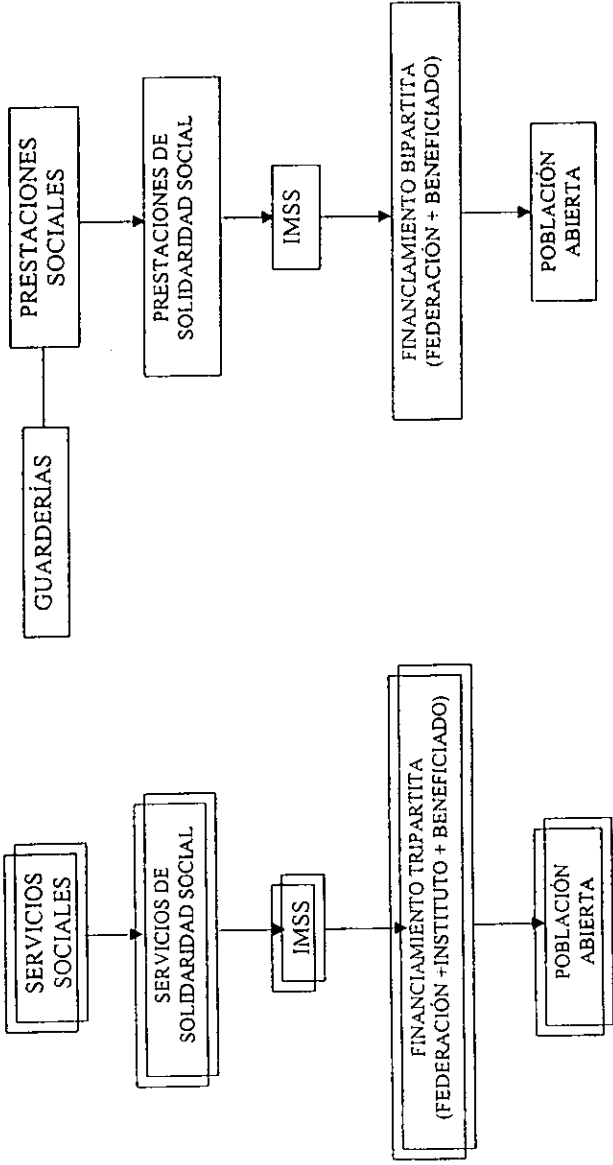 SERVICIOS
SOCIALES
SERVICIOS DE
SOLIDARIDAD SOCIAL
IMSS
FINANCIAMIENTO TRIPARTITA
(FEDERACIÓN +INSTITUTO + BENEFICIADO)
POBLACIÓN
ABIERTA
GUARDERÍAS
PRESTACIONES
SOCIALES
PRESTACIONES DE
SOLIDARIDAD SOCIAL
IMSS
FINANCIAMIENTO BIPARTITA
(FEDERACIÓN + BENEFICIADO)
POBLACIÓN
ABIERTA